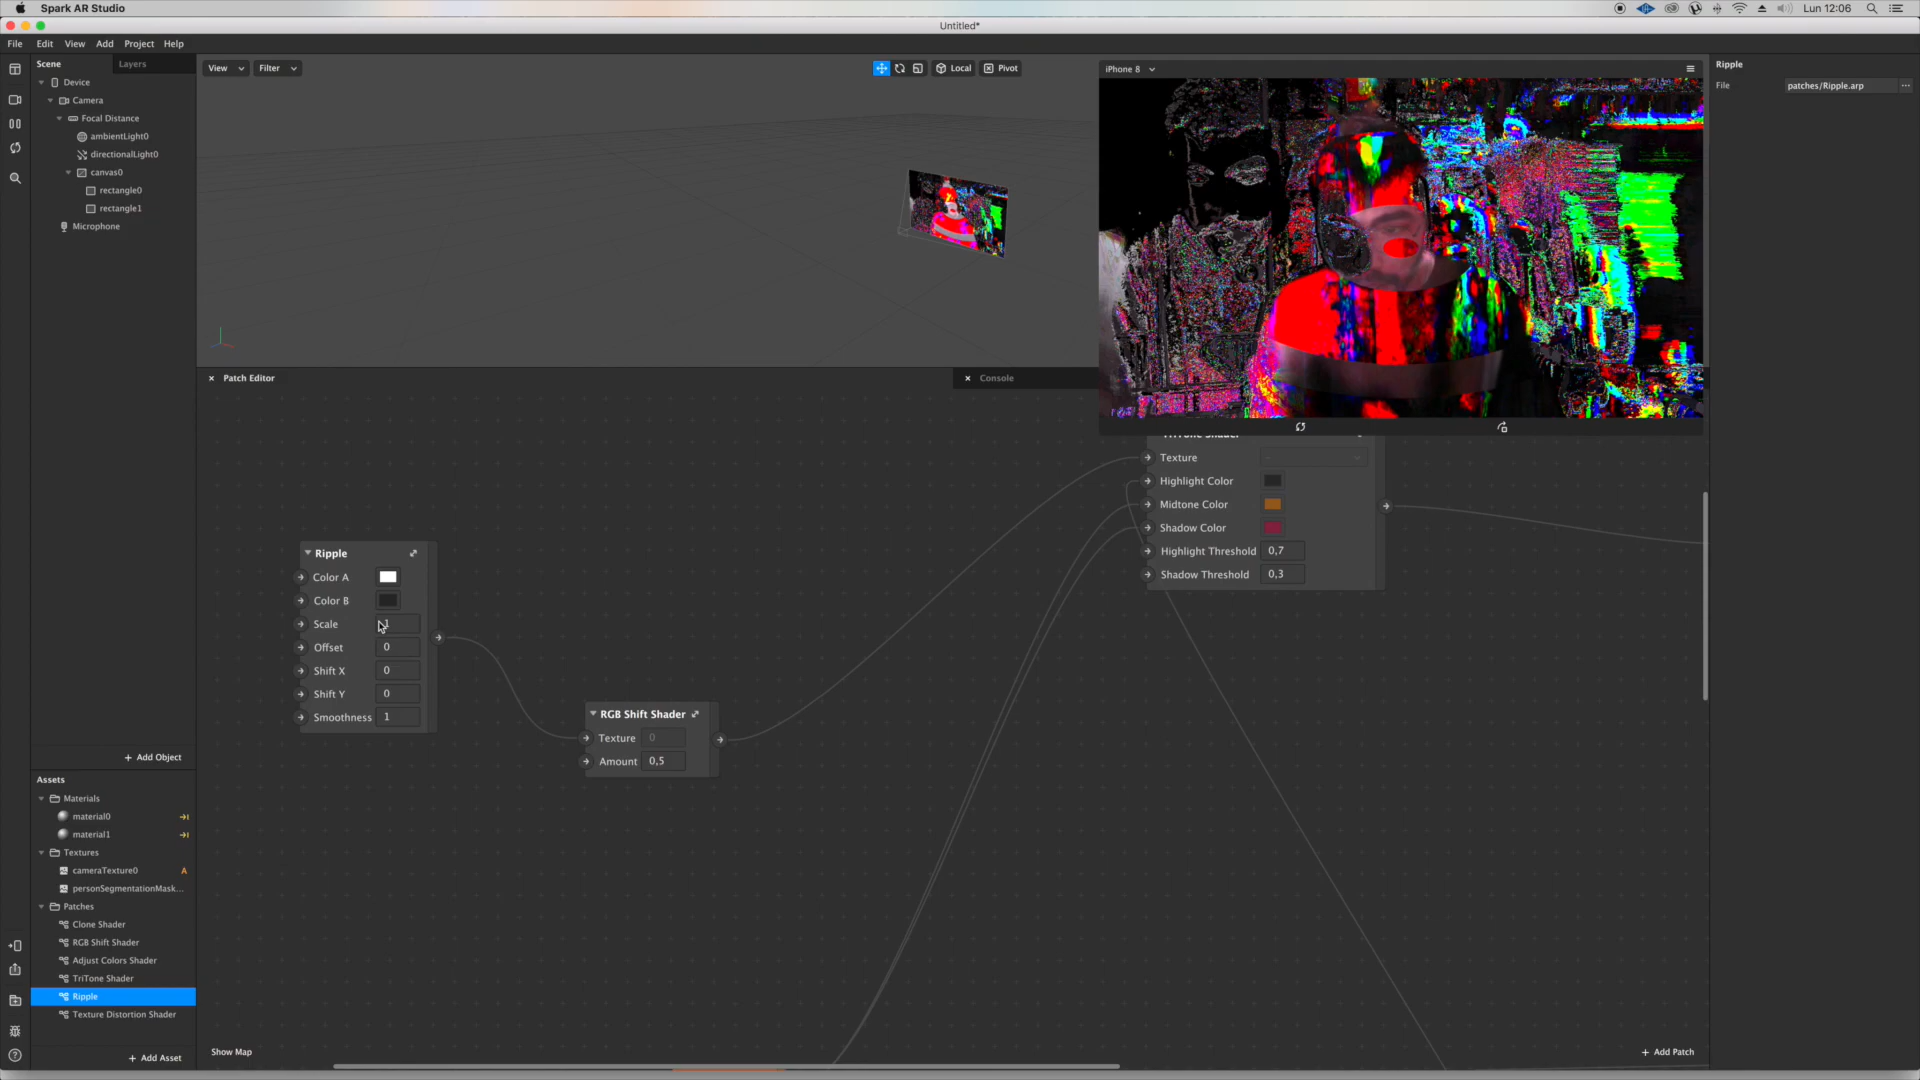 Spark AR Studio
Lun 12:06
Untitled*
File Edit View Add Project Help
Scene Layers
Device
Camera
Focal Distance
ambientLight0
directionalLight0
canvas0
rectangle0
rectangle1
Microphone
+ Add Object
Assets
Materials
material0
material1
Textures
cameraTexture0 A
personSegmentationMask...
Patches
Clone Shader
RGB Shift Shader
Adjust Colors Shader
TriTone Shader
Ripple
Texture Distortion Shader
+ Add Asset
View Filter Local Pivot
iPhone 8
Patch Editor
Console
Ripple
Color A
Color B
Scale 1
Offset 0
Shift X 0
Shift Y 0
Smoothness 1
RGB Shift Shader
Texture 0
Amount 0,5
TriTone Shader
Texture -
Highlight Color
Midtone Color
Shadow Color
Highlight Threshold 0,7
Shadow Threshold 0,3
Show Map
+ Add Patch
Ripple
File patches/Ripple.arp ...